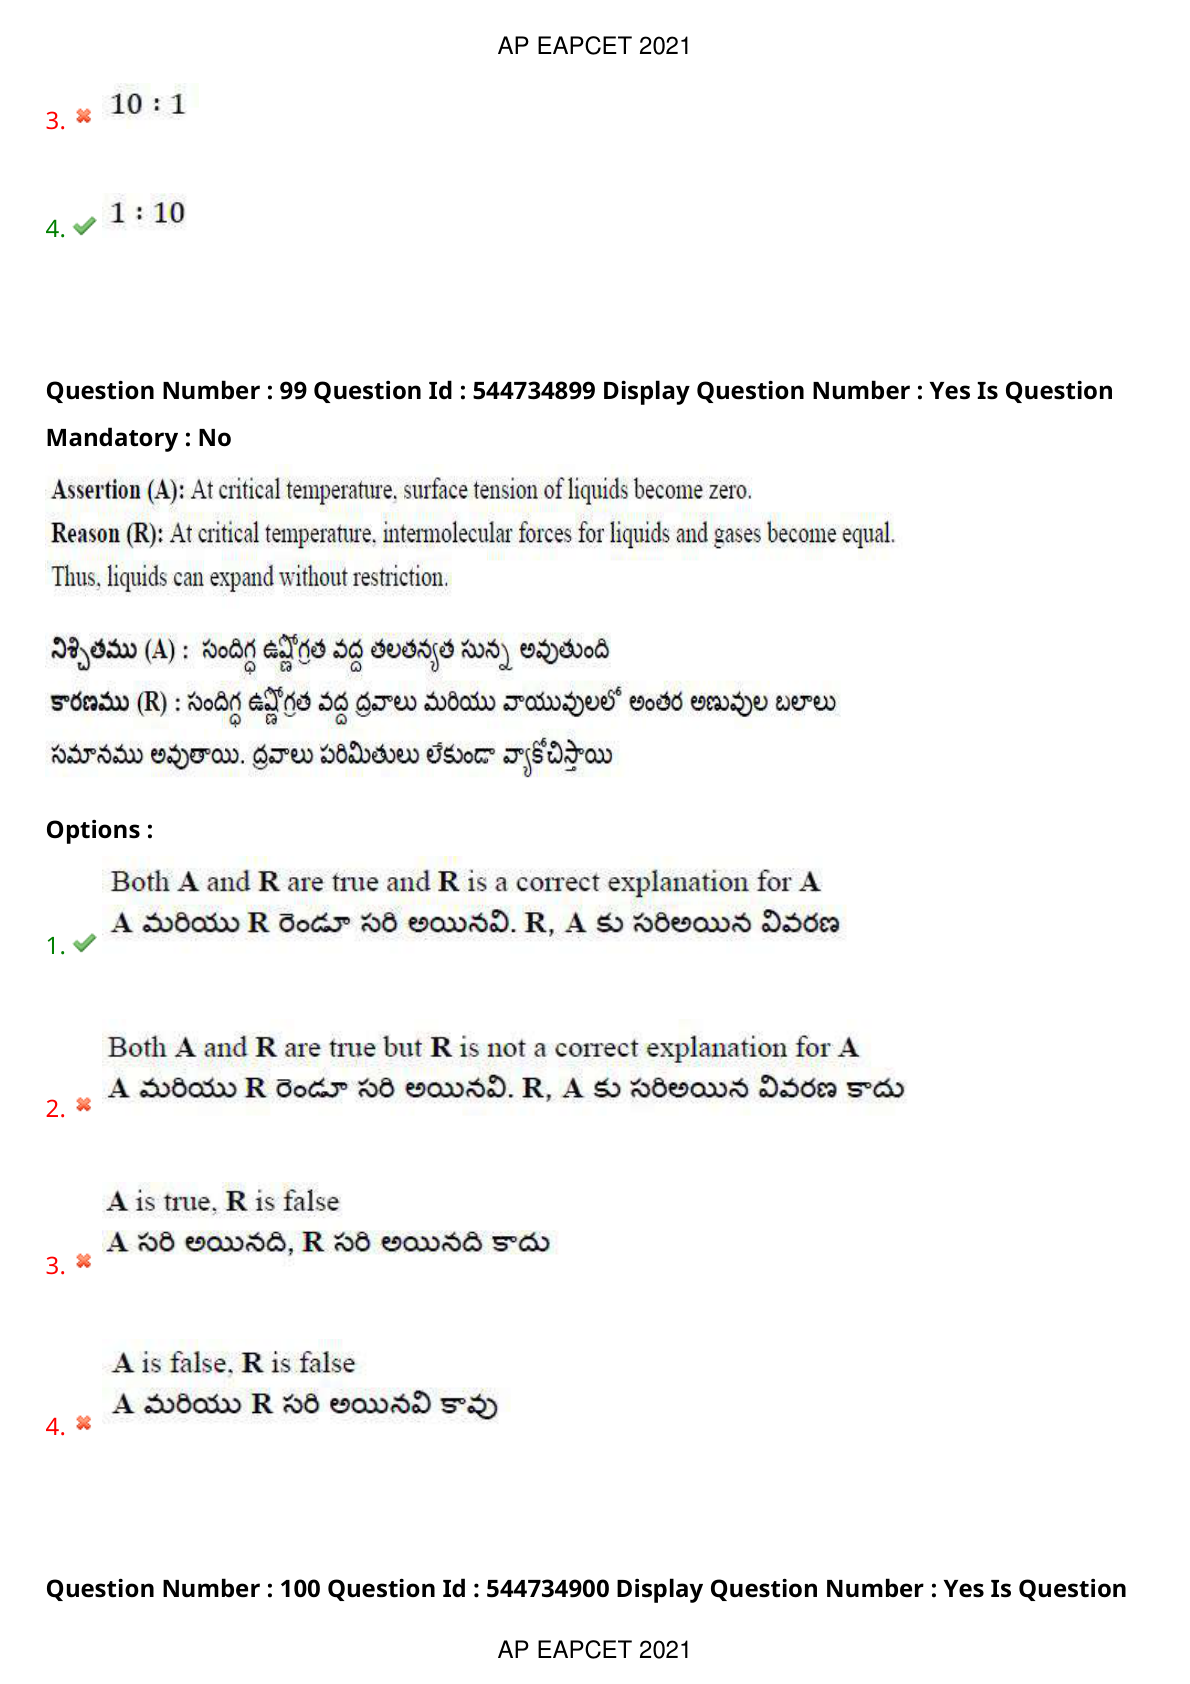 AP EAPCET 2021
10 : 1
3.
1 : 10
4.
Question Number : 99 Question Id : 544734899 Display Question Number : Yes Is Question
Mandatory : No
Assertion (A): At critical temperature, surface tension of liquids become zero.
Reason (R): At critical temperature, intermolecular forces for liquids and gases become equal.
Thus, liquids can expand without restriction.
నిశ్చితము (A) : సందిగ్ధ ఉష్ణోగ్రత వద్ద తలతన్యత సున్న అవుతుంది
కారణము (R) : సందిగ్ధ ఉష్ణోగ్రత వద్ద ద్రవాలు మరియు వాయువులలో అంతర అణువుల బలాలు
సమానము అవుతాయి. ద్రవాలు పరిమితులు లేకుండా వ్యాకోచిస్తాయి
Options :
Both A and R are true and R is a correct explanation for A
A మరియు R రెండూ సరి అయినవి. R, A కు సరిఅయిన వివరణ
1.
Both A and R are true but R is not a correct explanation for A
A మరియు R రెండూ సరి అయినవి. R, A కు సరిఅయిన వివరణ కాదు
2.
A is true, R is false
A సరి అయినది, R సరి అయినది కాదు
3.
A is false, R is false
A మరియు R సరి అయినవి కావు
4.
Question Number : 100 Question Id : 544734900 Display Question Number : Yes Is Question
AP EAPCET 2021